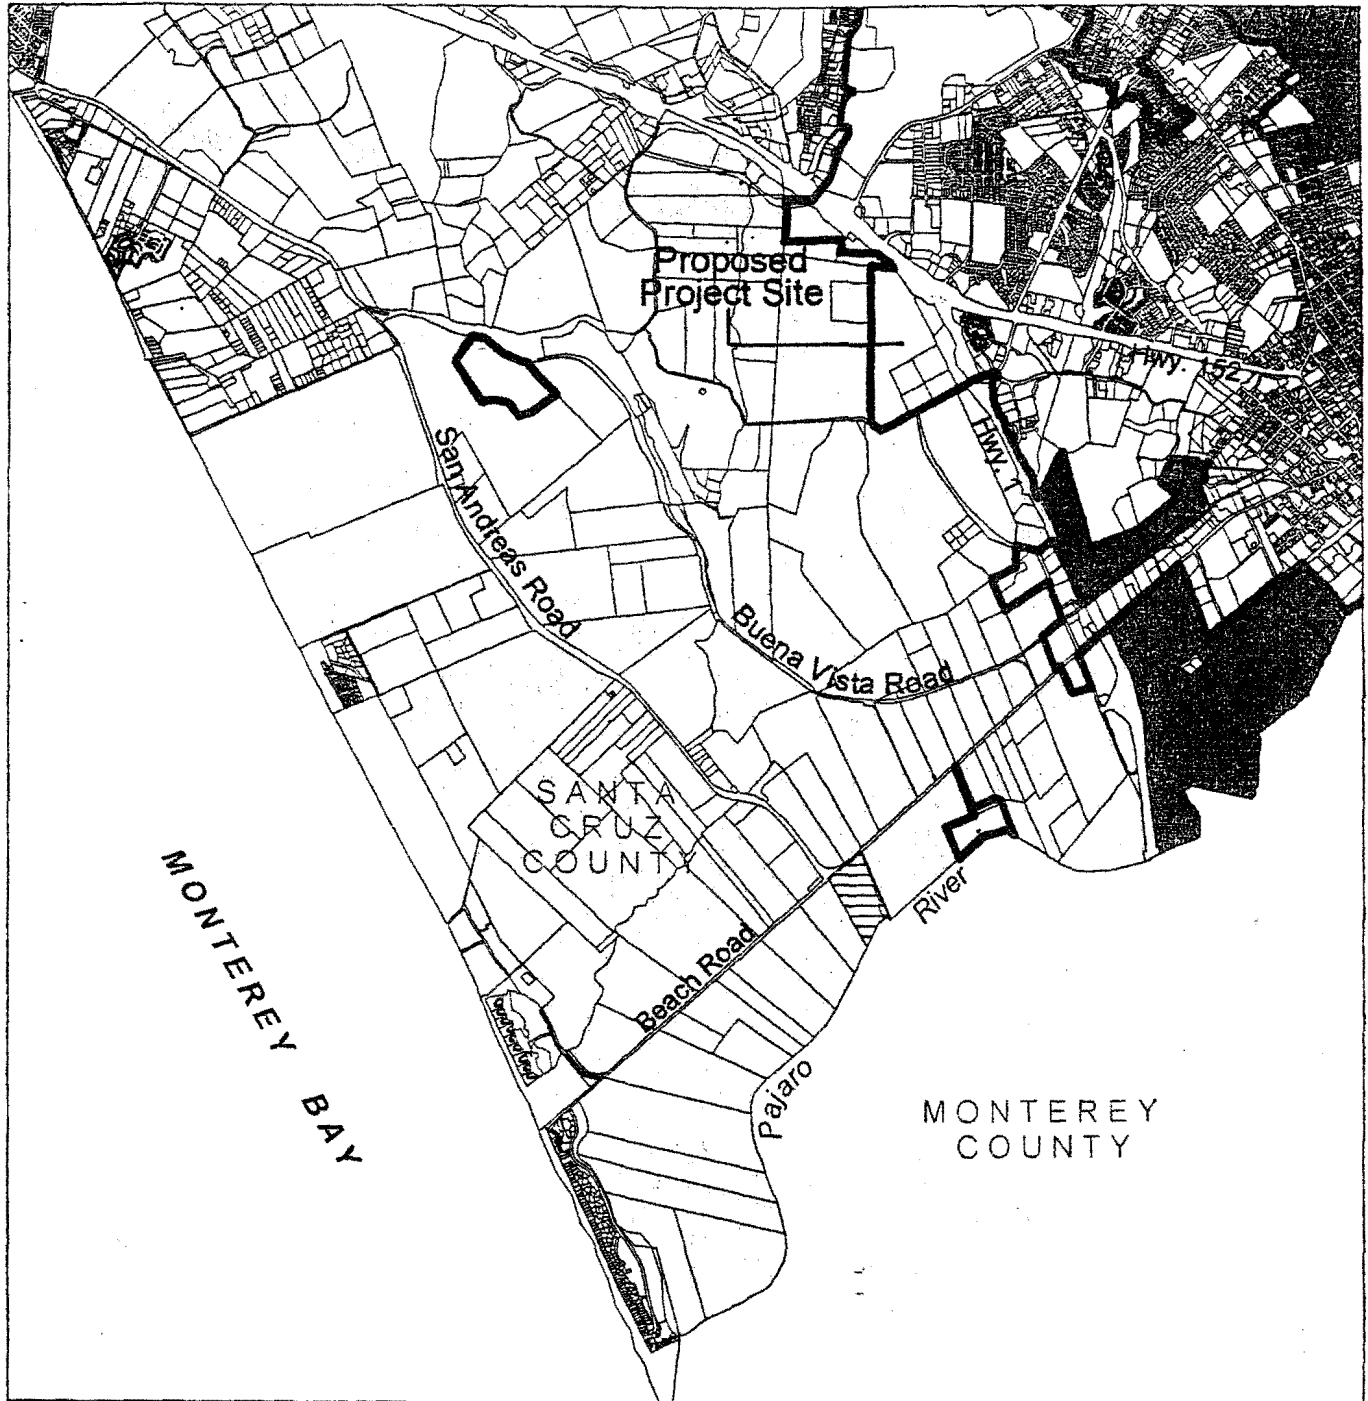 Proposed
Project Site
Hwy. 152
Hwy. 1
San Andreas Road
Buena Vista Road
SANTA
CRUZ
COUNTY
River
Beach Road
MONTEREY BAY
Pajaro
MONTEREY
COUNTY